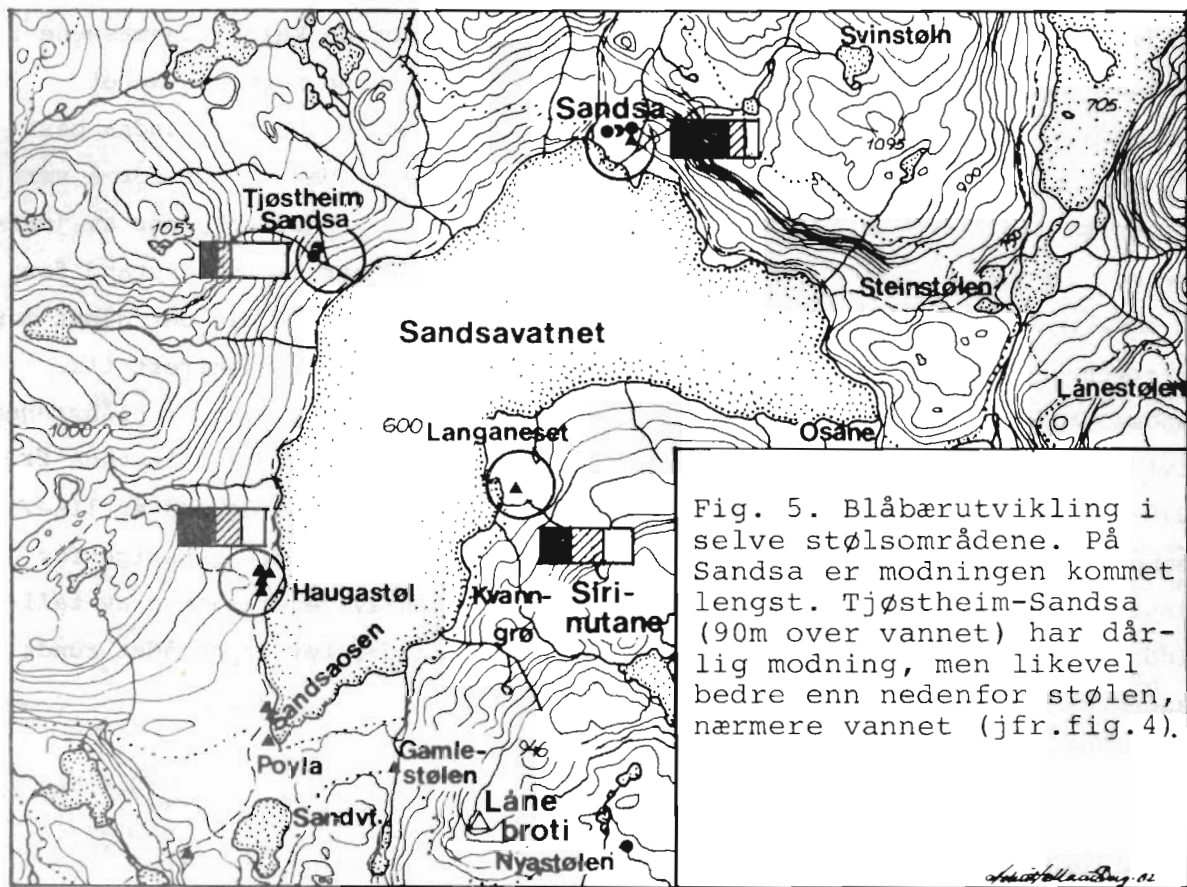 Svinstøln
Sandsa
705
1095
900
Tjøstheim
Sandsa
1053
Steinstølen
Sandsavatnet
Lånestølen
1000
600 Langaneset
Osane
Haugastøl
Kvann-
grø
Siri-
nutane
Sandsaosen
Poyla
Gamle-
stølen
946
Sandvt.
Låne
broti
Nyastølen
Fig. 5. Blåbærutvikling i
selve stølsområdene. På
Sandsa er modningen kommet
lengst. Tjøstheim-Sandsa
(90m over vannet) har dår-
lig modning, men likevel
bedre enn nedenfor stølen,
nærmere vannet (jfr.fig.4).